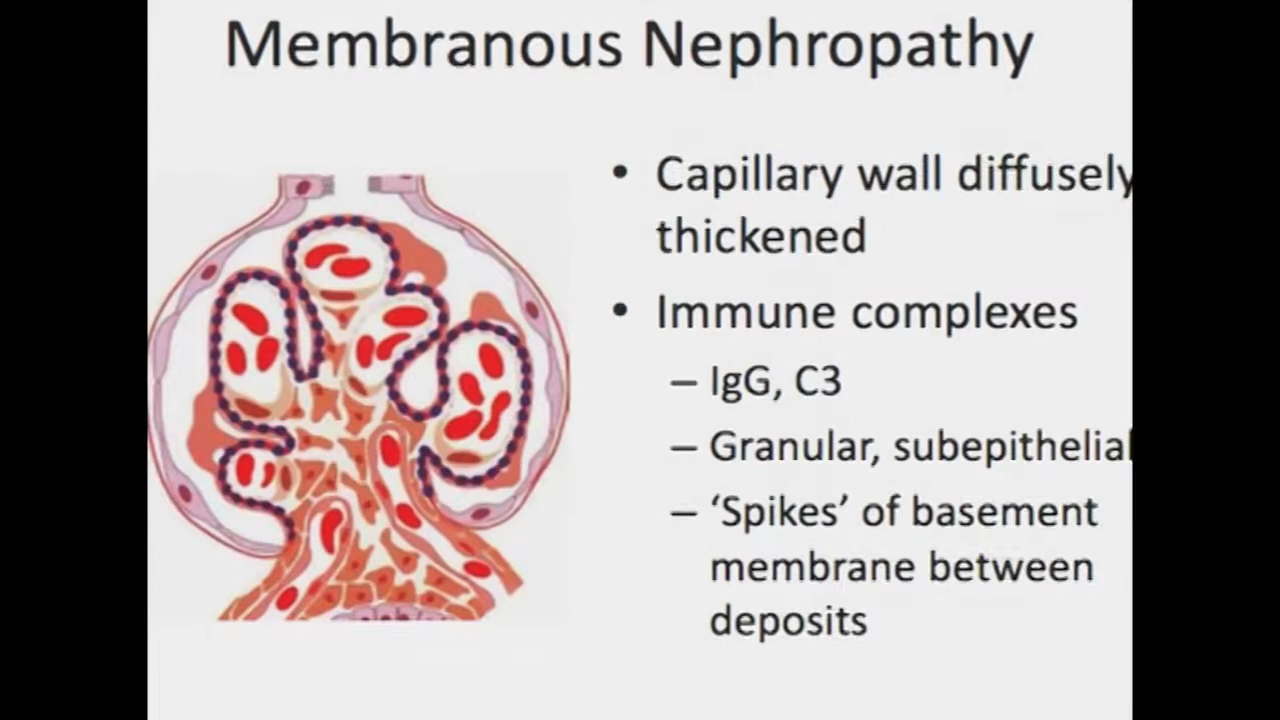 Membranous Nephropathy
• Capillary wall diffusely
thickened
• Immune complexes
– IgG, C3
– Granular, subepithelial
– ‘Spikes’ of basement
membrane between
deposits